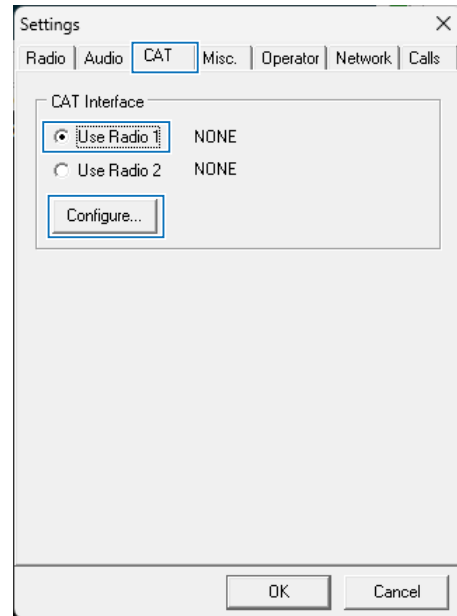 Settings
Radio Audio CAT Misc. Operator Network Calls
CAT Interface
Use Radio 1 NONE
Use Radio 2 NONE
Configure...
OK Cancel